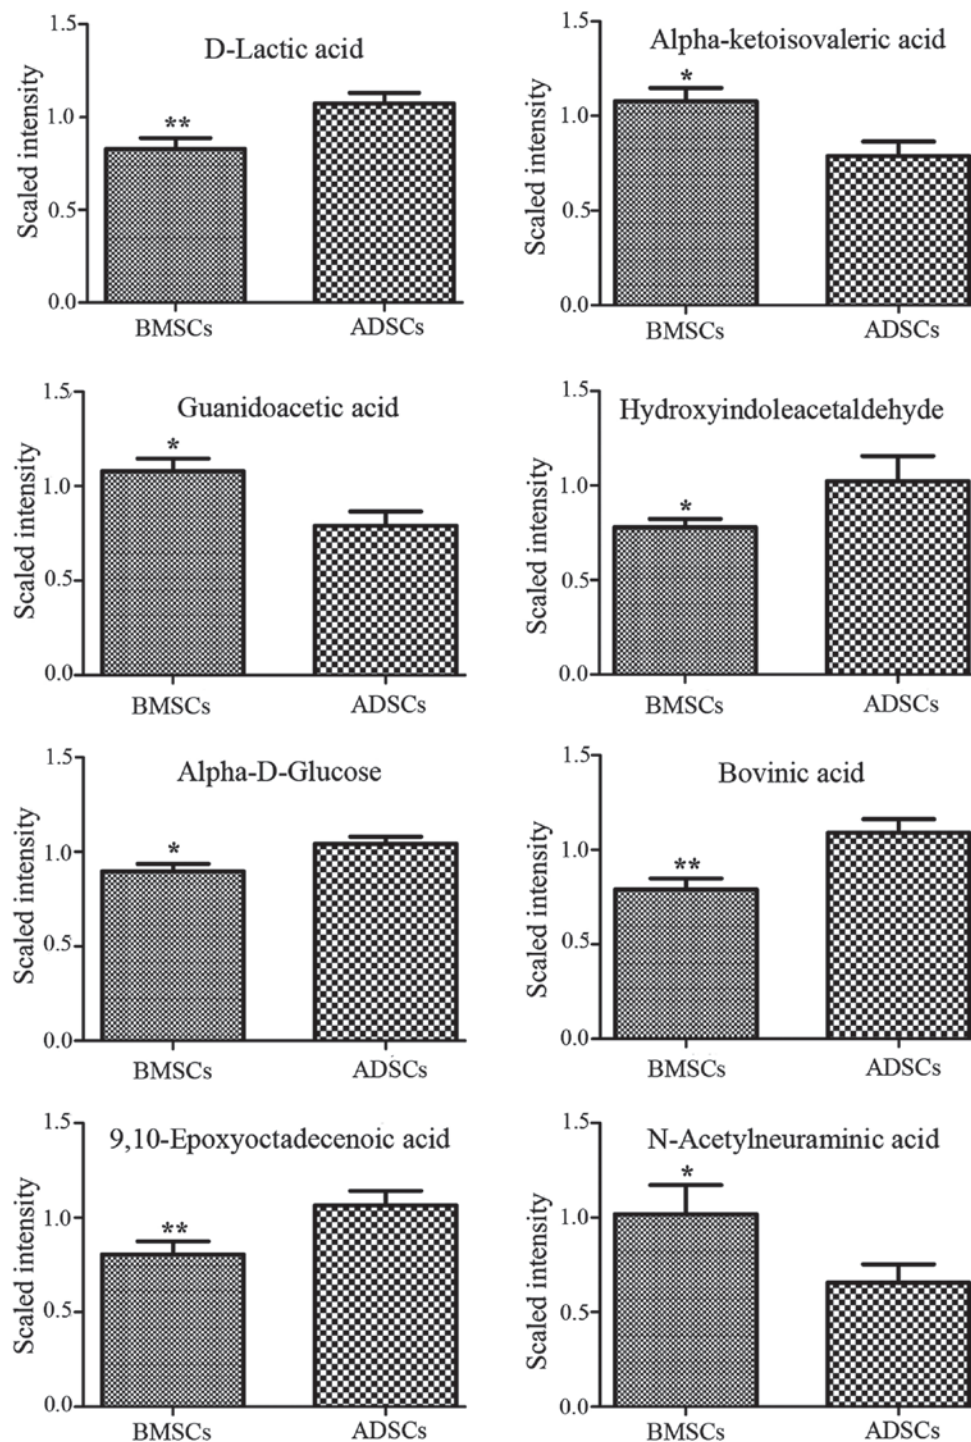 D-Lactic acid
Scaled intensity
1.5
1.0
0.5
0.0
**
BMSCs
ADSCs
Alpha-ketoisovaleric acid
Scaled intensity
1.5
1.0
0.5
0.0
*
BMSCs
ADSCs
Guanidoacetic acid
Scaled intensity
1.5
1.0
0.5
0.0
*
BMSCs
ADSCs
Hydroxyindoleacetaldehyde
Scaled intensity
1.5
1.0
0.5
0.0
*
BMSCs
ADSCs
Alpha-D-Glucose
Scaled intensity
1.5
1.0
0.5
0.0
*
BMSCs
ADSCs
Bovinic acid
Scaled intensity
1.5
1.0
0.5
0.0
**
BMSCs
ADSCs
9,10-Epoxyoctadecenoic acid
Scaled intensity
1.5
1.0
0.5
0.0
**
BMSCs
ADSCs
N-Acetylneuraminic acid
Scaled intensity
1.5
1.0
0.5
0.0
*
BMSCs
ADSCs